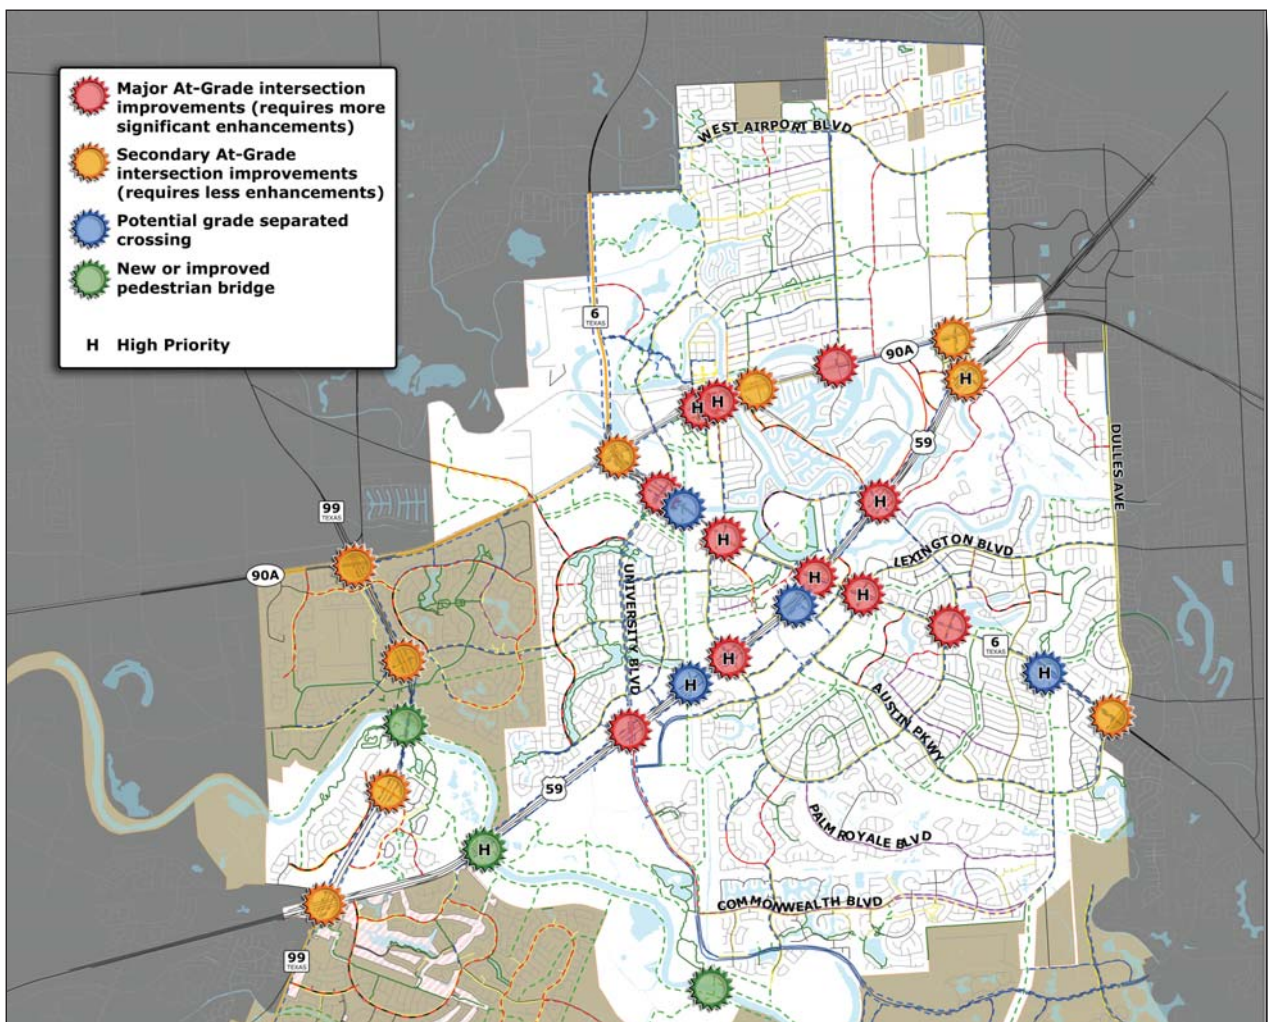 Major At-Grade intersection
improvements (requires more
significant enhancements)
Secondary At-Grade
intersection improvements
(requires less enhancements)
Potential grade separated
crossing
New or improved
pedestrian bridge
H High Priority
WEST AIRPORT BLVD
6
TEXAS
90A
H
H
H
59
DULLES AVE
99
TEXAS
H
H
LEXINGTON BLVD
90A
UNIVERSITY BLVD
H
H
6
TEXAS
H
H
H
AUSTIN PKWY
59
PALM ROYALE BLVD
H
COMMONWEALTH BLVD
99
TEXAS